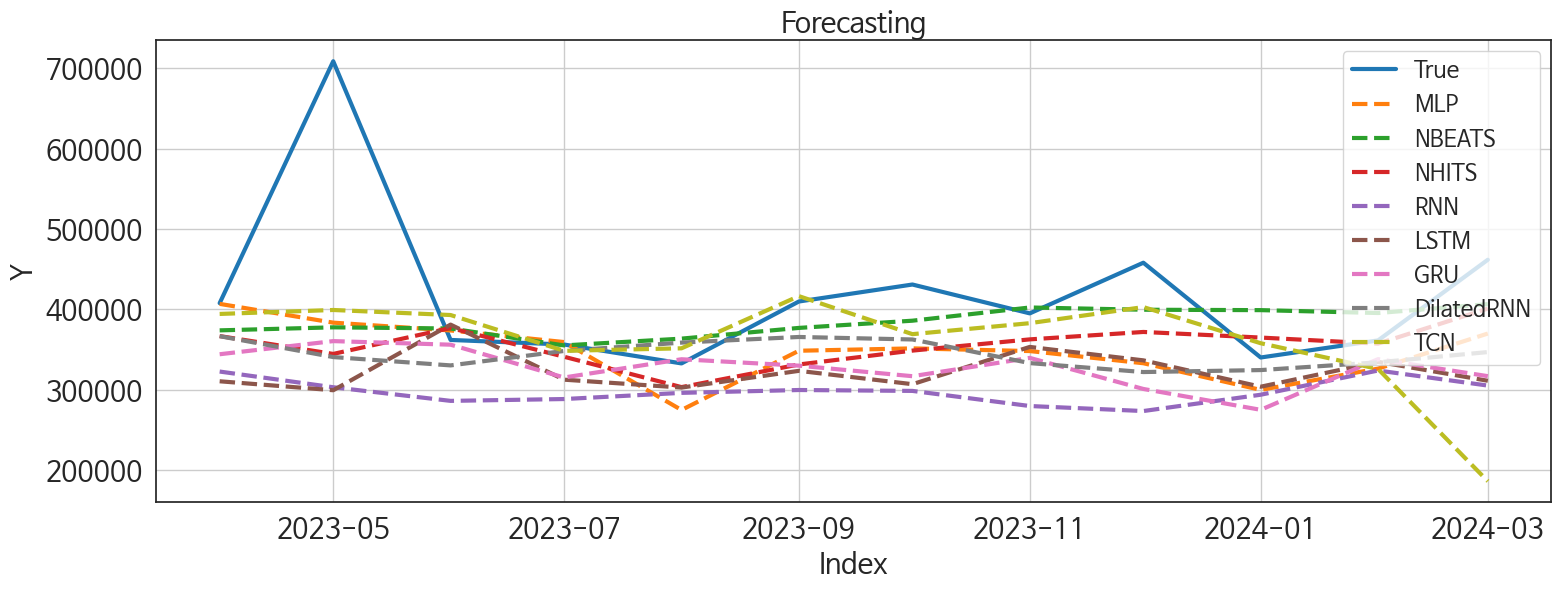 Forecasting
Y
700000
600000
500000
400000
300000
200000
True
MLP
NBEATS
NHITS
RNN
LSTM
GRU
DilatedRNN
TCN
2023-05
2023-07
2023-09
2023-11
2024-01
2024-03
Index